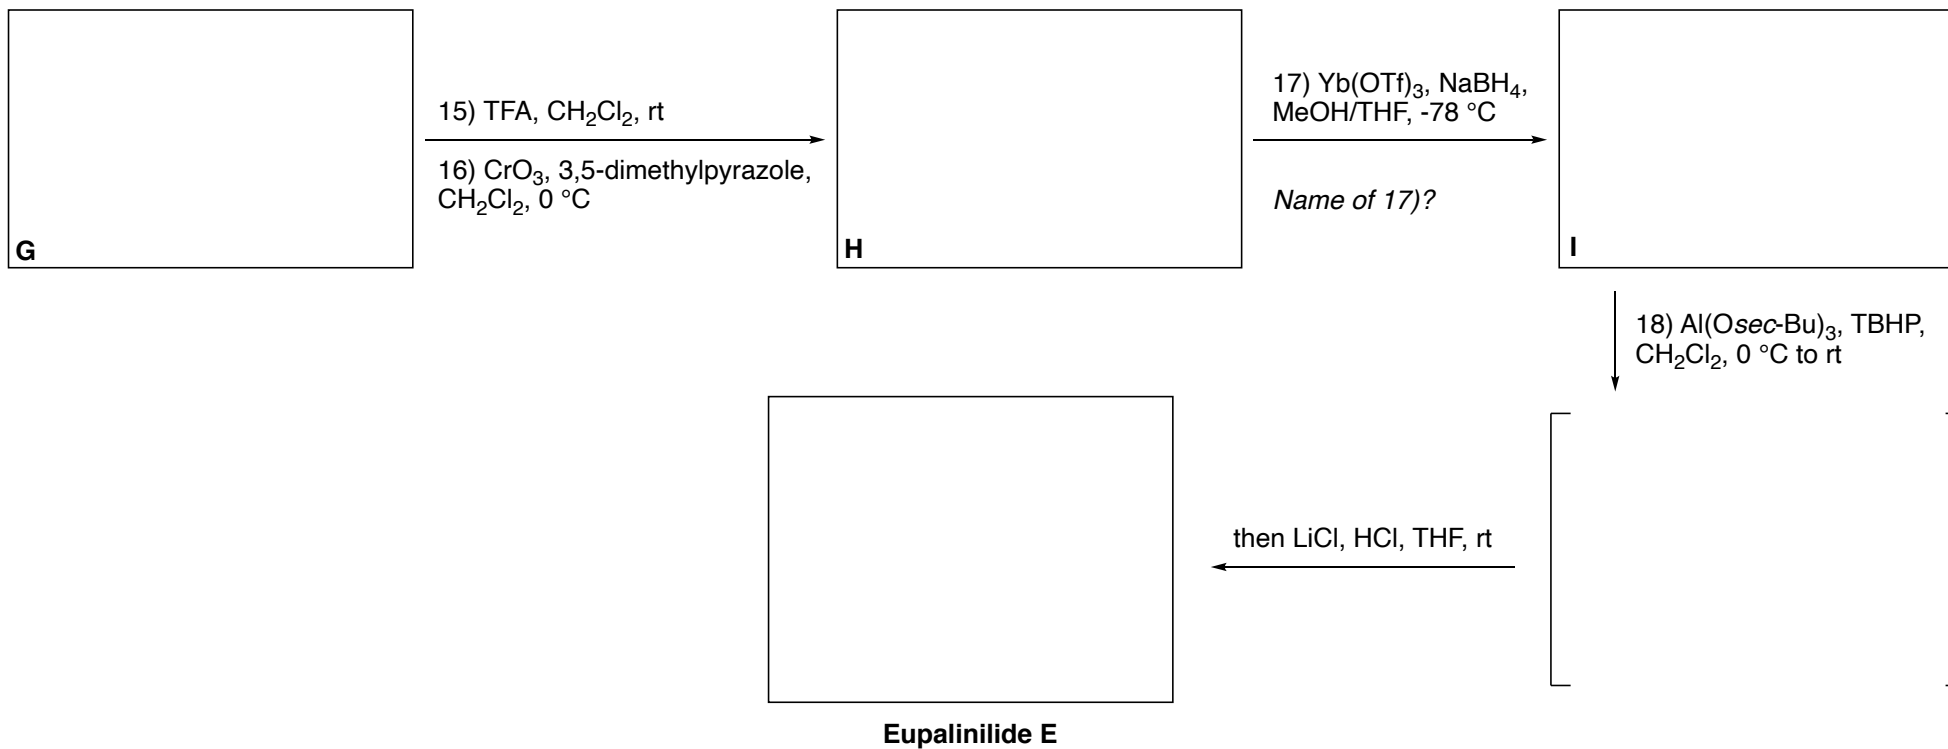 G
15) TFA, CH₂Cl₂, rt
16) CrO₃, 3,5-dimethylpyrazole,
CH₂Cl₂, 0 °C
H
17) Yb(OTf)₃, NaBH₄,
MeOH/THF, -78 °C
Name of 17)?
I
18) Al(Osec-Bu)₃, TBHP,
CH₂Cl₂, 0 °C to rt
then LiCl, HCl, THF, rt
Eupalinilide E